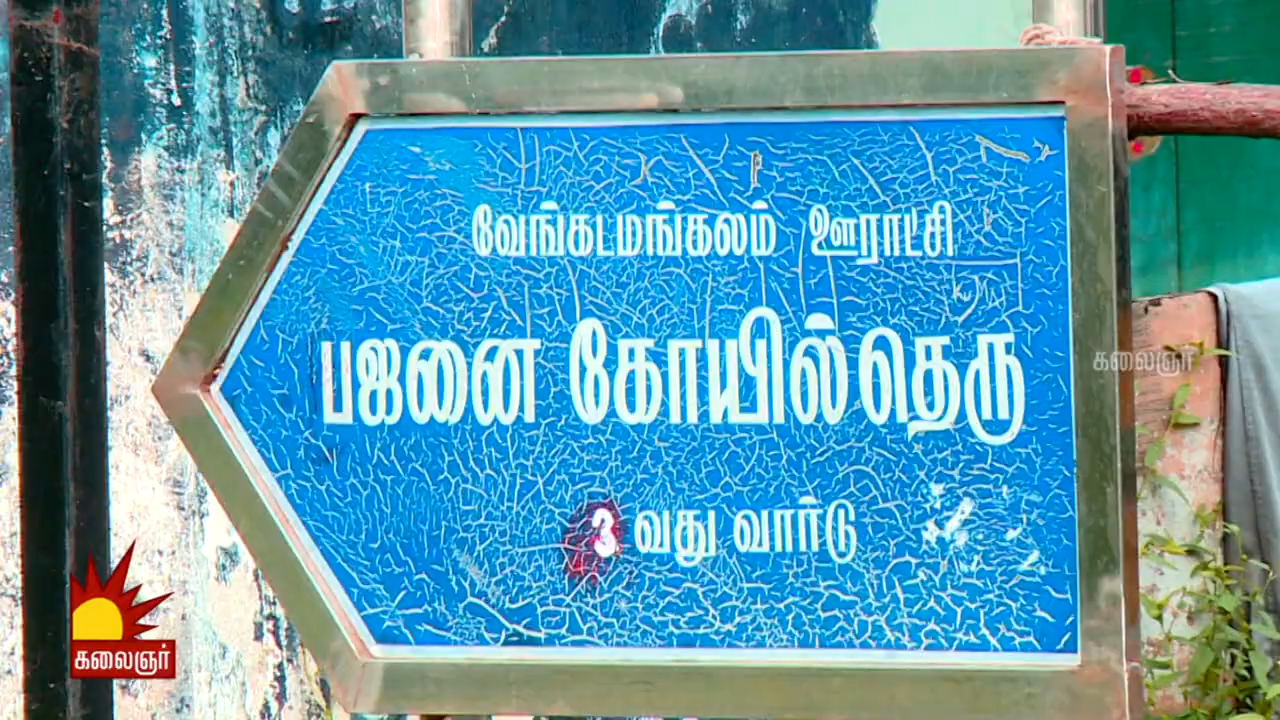 வேங்கடமங்கலம் ஊராட்சி
பஜனை கோயில் தெரு
3 வது வார்டு
கலைஞர்
கலைஞர்